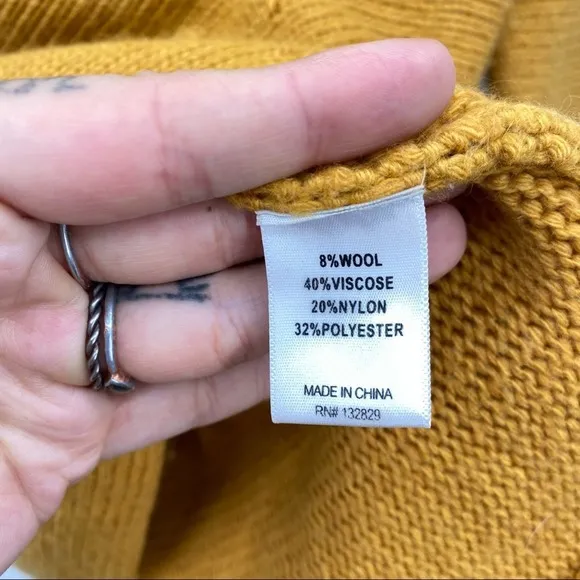 8%WOOL
40%VISCOSE
20%NYLON
32%POLYESTER
MADE IN CHINA
RN# 132829